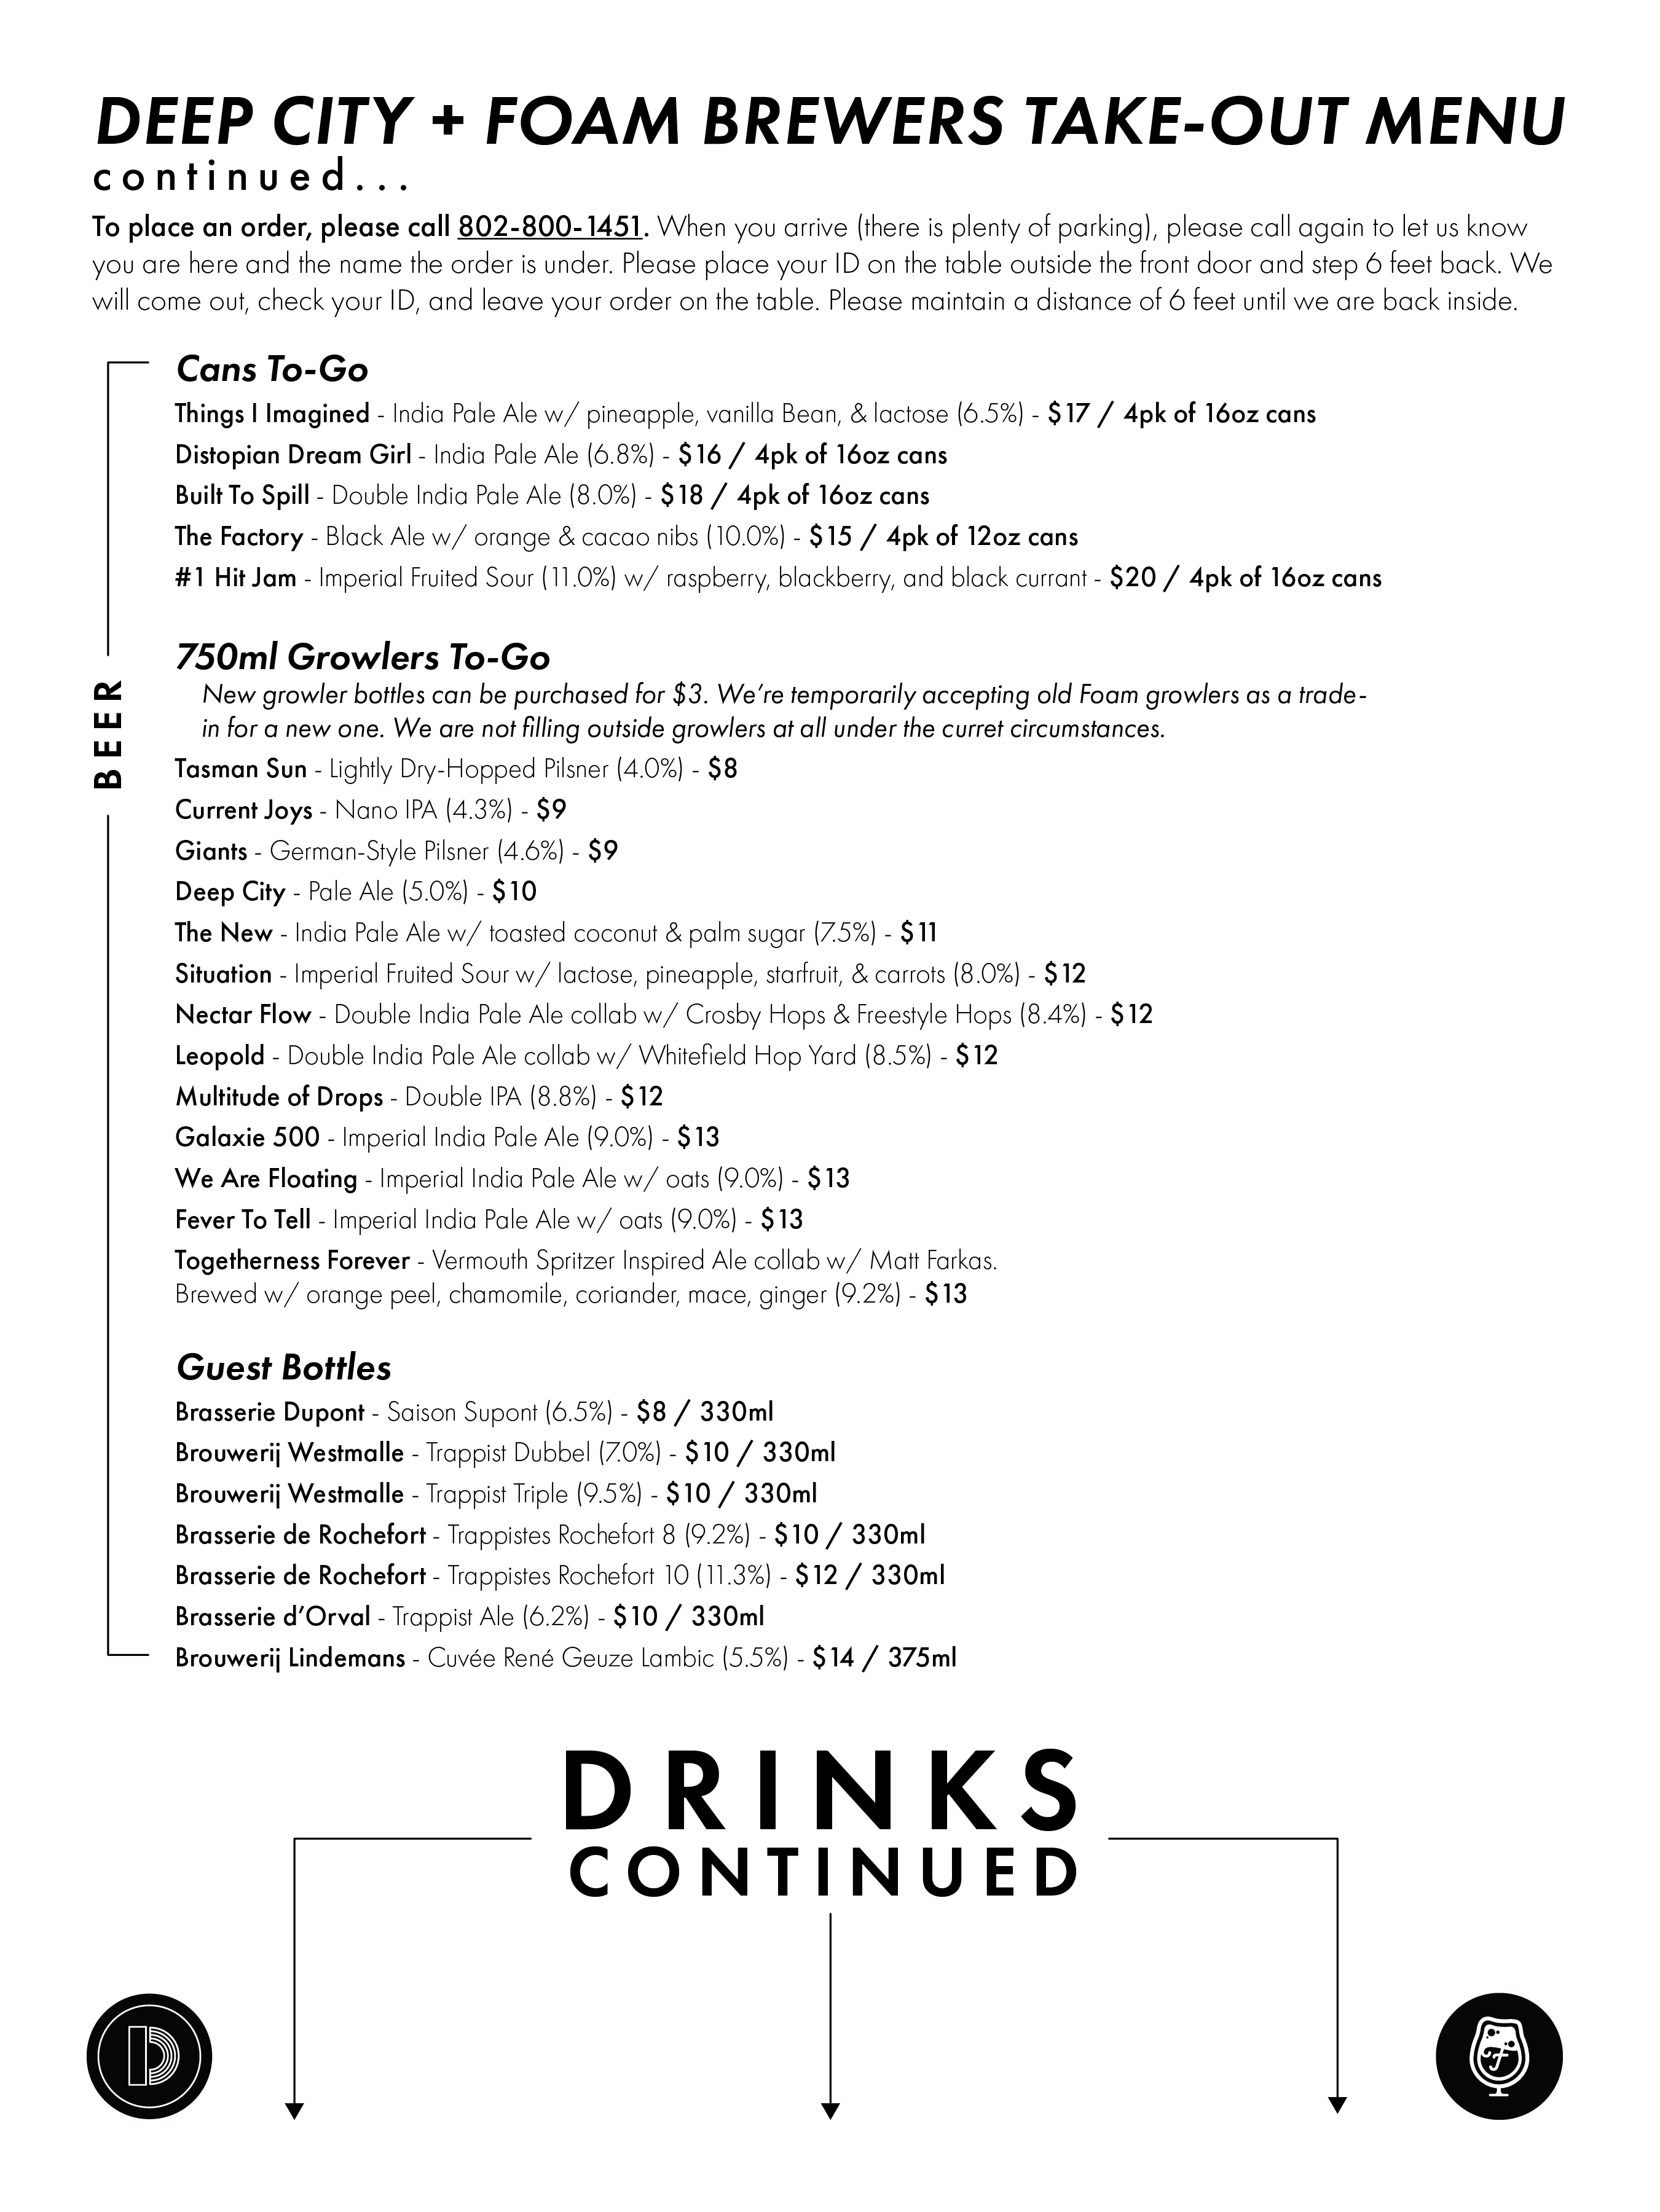 DEEP CITY + FOAM BREWERS TAKE-OUT MENU
continued...
To place an order, please call 802-800-1451. When you arrive (there is plenty of parking), please call again to let us know
you are here and the name the order is under. Please place your ID on the table outside the front door and step 6 feet back. We
will come out, check your ID, and leave your order on the table. Please maintain a distance of 6 feet until we are back inside.
BEER
Cans To-Go
Things I Imagined - India Pale Ale w/ pineapple, vanilla Bean, & lactose (6.5%) - $17 / 4pk of 16oz cans
Distopian Dream Girl - India Pale Ale (6.8%) - $16 / 4pk of 16oz cans
Built To Spill - Double India Pale Ale (8.0%) - $18 / 4pk of 16oz cans
The Factory - Black Ale w/ orange & cacao nibs (10.0%) - $15 / 4pk of 12oz cans
#1 Hit Jam - Imperial Fruited Sour (11.0%) w/ raspberry, blackberry, and black currant - $20 / 4pk of 16oz cans
750ml Growlers To-Go
New growler bottles can be purchased for $3. We're temporarily accepting old Foam growlers as a trade-
in for a new one. We are not filling outside growlers at all under the curret circumstances.
Tasman Sun - Lightly Dry-Hopped Pilsner (4.0%) - $8
Current Joys - Nano IPA (4.3%) - $9
Giants - German-Style Pilsner (4.6%) - $9
Deep City - Pale Ale (5.0%) - $10
The New - India Pale Ale w/ toasted coconut & palm sugar (7.5%) - $11
Situation - Imperial Fruited Sour w/ lactose, pineapple, starfruit, & carrots (8.0%) - $12
Nectar Flow - Double India Pale Ale collab w/ Crosby Hops & Freestyle Hops (8.4%) - $12
Leopold - Double India Pale Ale collab w/ Whitefield Hop Yard (8.5%) - $12
Multitude of Drops - Double IPA (8.8%) - $12
Galaxie 500 - Imperial India Pale Ale (9.0%) - $13
We Are Floating - Imperial India Pale Ale w/ oats (9.0%) - $13
Fever To Tell - Imperial India Pale Ale w/ oats (9.0%) - $13
Togetherness Forever - Vermouth Spritzer Inspired Ale collab w/ Matt Farkas.
Brewed w/ orange peel, chamomile, coriander, mace, ginger (9.2%) - $13
Guest Bottles
Brasserie Dupont - Saison Supont (6.5%) - $8 / 330ml
Brouwerij Westmalle - Trappist Dubbel (7.0%) - $10 / 330ml
Brouwerij Westmalle - Trappist Triple (9.5%) - $10 / 330ml
Brasserie de Rochefort - Trappistes Rochefort 8 (9.2%) - $10 / 330ml
Brasserie de Rochefort - Trappistes Rochefort 10 (11.3%) - $12 / 330ml
Brasserie d'Orval - Trappist Ale (6.2%) - $10 / 330ml
Brouwerij Lindemans - Cuvée René Geuze Lambic (5.5%) - $14 / 375ml
DRINKS
CONTINUED
D
F